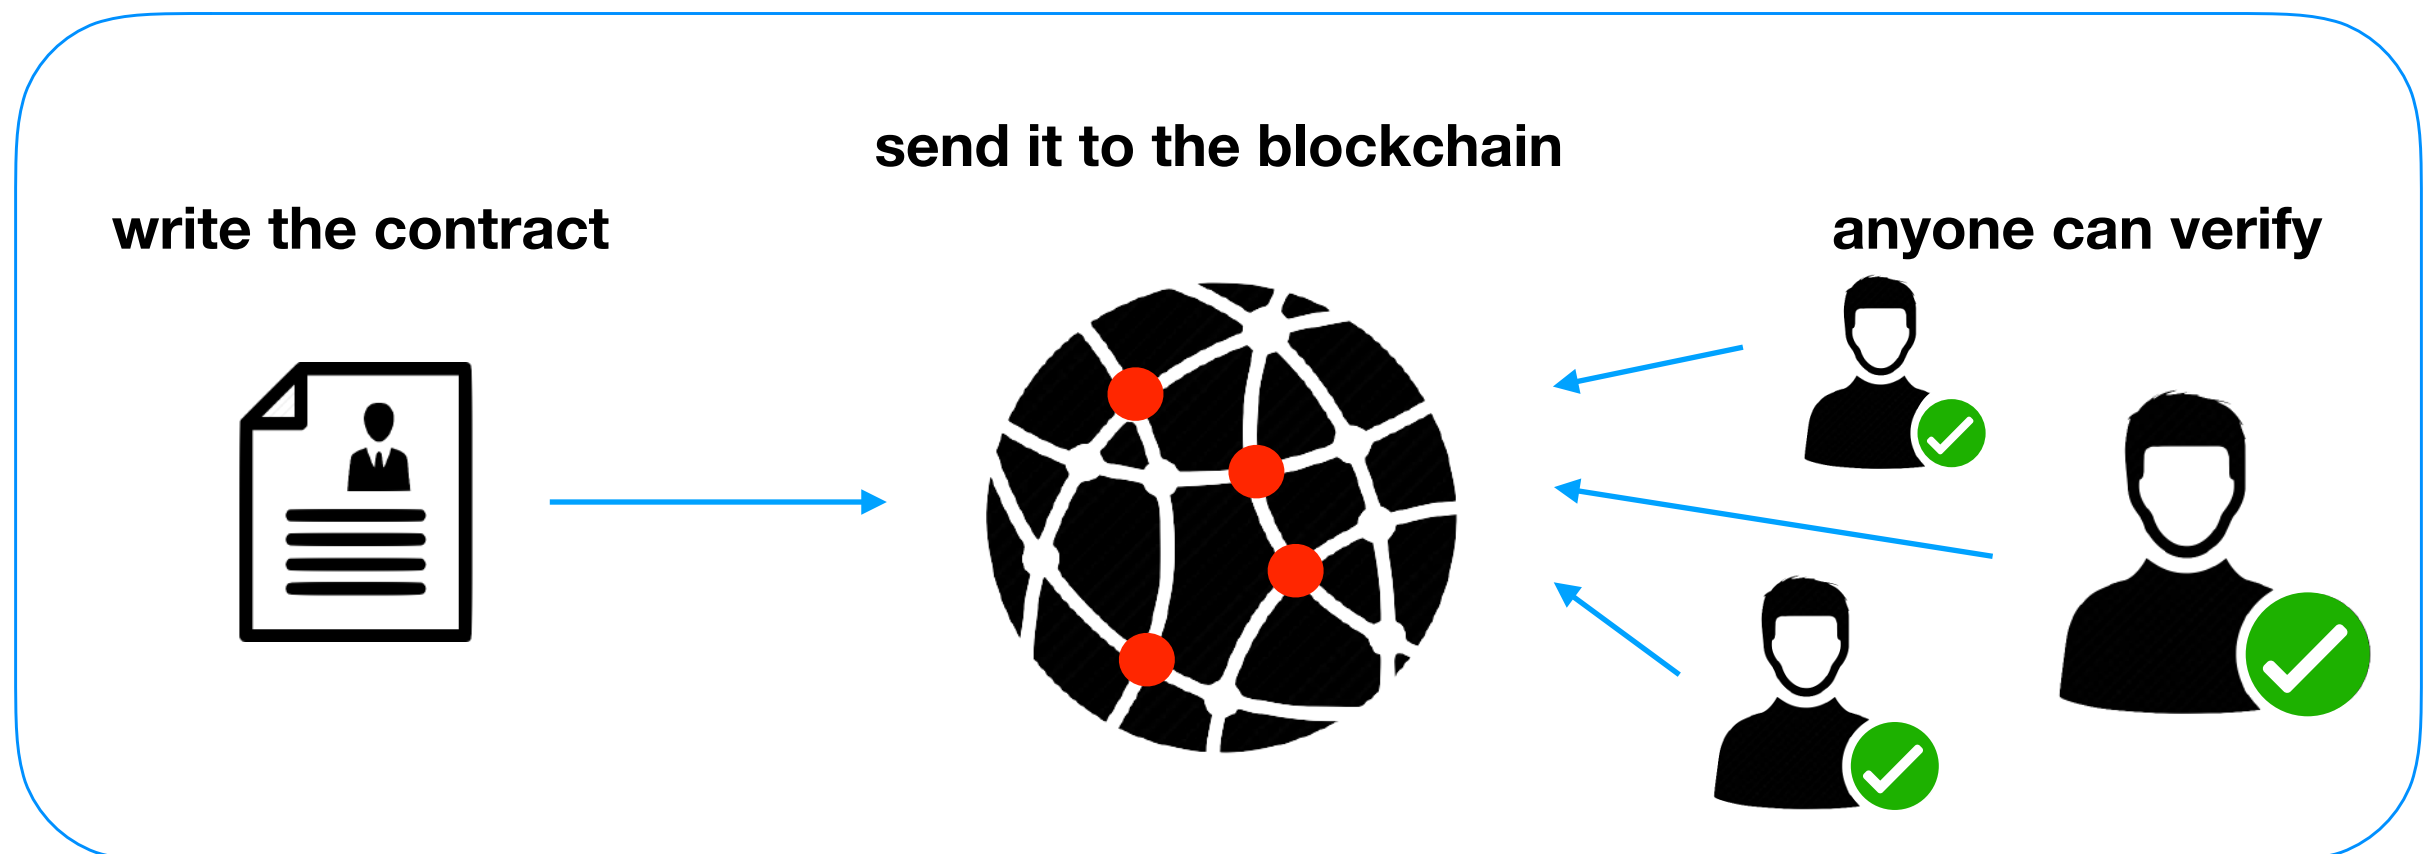 write the contract
send it to the blockchain
anyone can verify